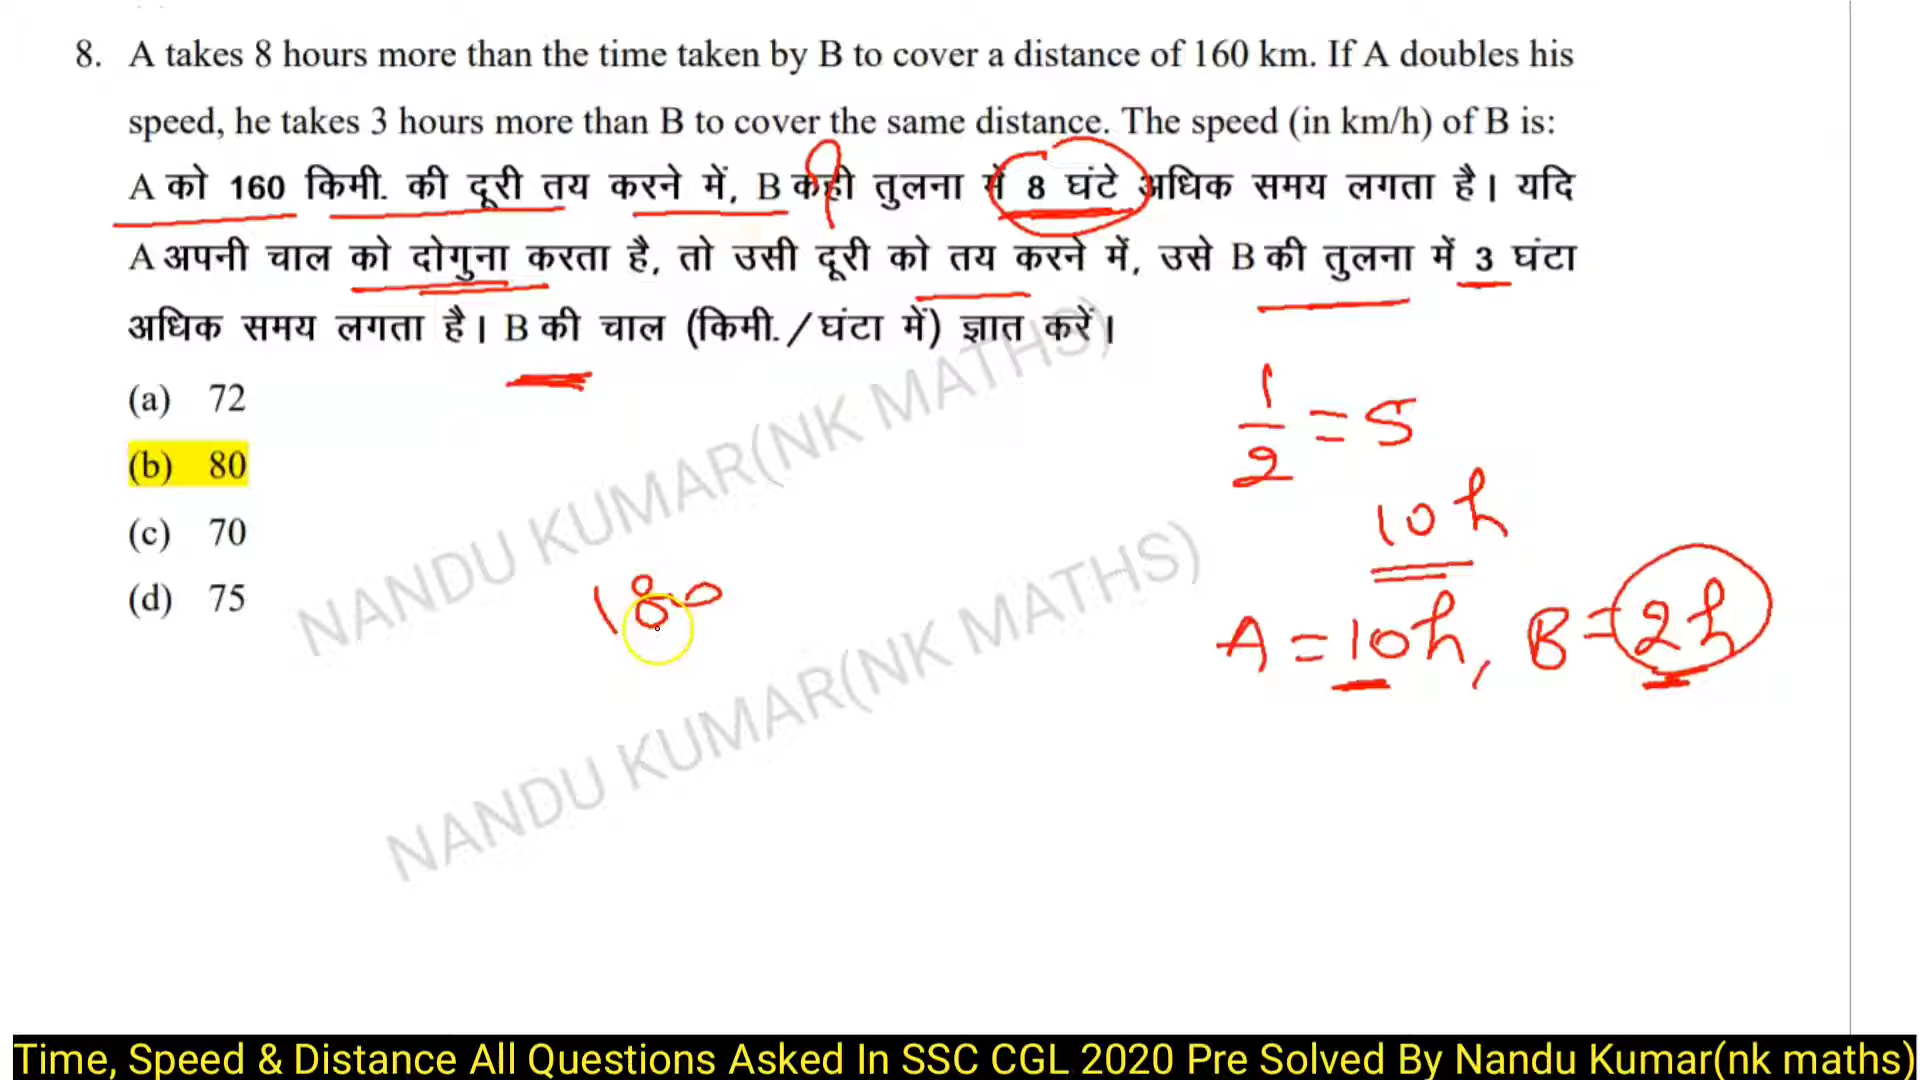 8. A takes 8 hours more than the time taken by B to cover a distance of 160 km. If A doubles his
speed, he takes 3 hours more than B to cover the same distance. The speed (in km/h) of B is:
A को 160 किमी. की दूरी तय करने में, B की तुलना में 8 घंटे अधिक समय लगता है। यदि
A अपनी चाल को दोगुना करता है, तो उसी दूरी को तय करने में, उसे B की तुलना में 3 घंटा
अधिक समय लगता है। B की चाल (किमी./घंटा में) ज्ञात करें।
(a) 72
(b) 80
(c) 70
(d) 75
1/2 = 5
10h
180
A = 10h, B = 2h
NANDU KUMAR(NK MATHS)
NANDU KUMAR(NK MATHS)
Time, Speed & Distance All Questions Asked In SSC CGL 2020 Pre Solved By Nandu Kumar(nk maths)